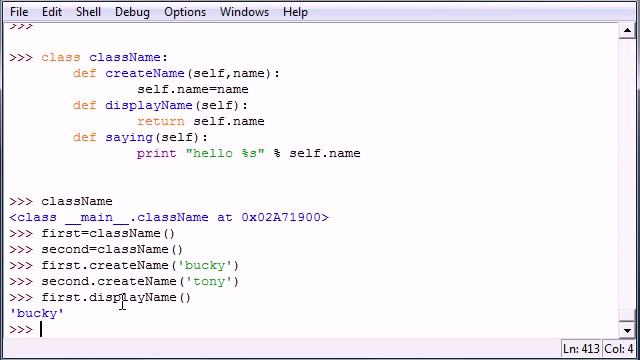 File Edit Shell Debug Options Windows Help
>>>
>>> class className:
def createName(self,name):
self.name=name
def displayName(self):
return self.name
def saying(self):
print "hello %s" % self.name
>>> className
<class __main__.className at 0x02A71900>
>>> first=className()
>>> second=className()
>>> first.createName('bucky')
>>> second.createName('tony')
>>> first.displayName()
'bucky'
>>>
Ln: 413 Col: 4